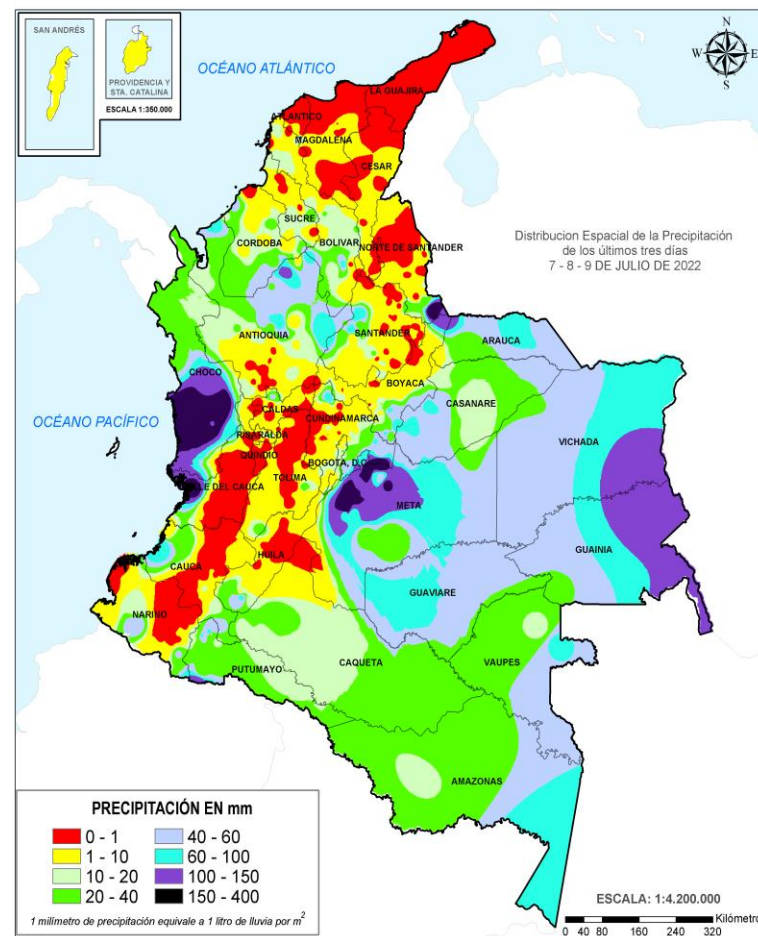 SAN ANDRÉS
PROVIDENCIA Y
STA. CATALINA
ESCALA 1:350.000
OCÉANO ATLÁNTICO
N
W
E
S
LA GUAJIRA
ATLANTICO
MAGDALENA
CESAR
SUCRE
CORDOBA
BOLIVAR
NORTE DE SANTANDER
Distribucion Espacial de la Precipitación
de los últimos tres días
7 - 8 - 9 DE JULIO DE 2022
ANTIOQUIA
SANTANDER
ARAUCA
CHOCO
BOYACA
CASANARE
OCÉANO PACÍFICO
CALDAS
CUNDINAMARCA
VICHADA
RISARALDA
QUINDIO
BOGOTA, D.C
TOLIMA
LE DEL CAUCA
META
GUAINIA
HUILA
CAUCA
GUAVIARE
NARIÑO
PUTUMAYO
CAQUETA
VAUPES
AMAZONAS
PRECIPITACIÓN EN mm
0 - 1
40 - 60
1 - 10
60 - 100
10 - 20
100 - 150
20 - 40
150 - 400
1 milímetro de precipitación equivale a 1 litro de lluvia por m²
ESCALA: 1:4.200.000
Kilómetro
0 40 80 160 240 320